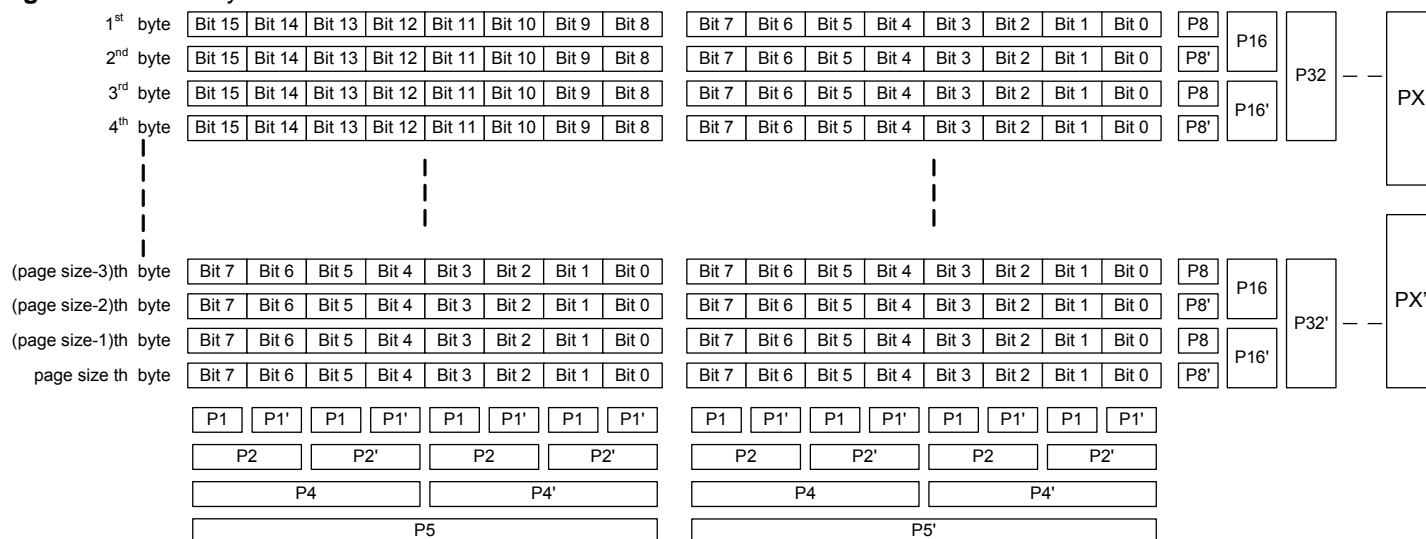 1st byte Bit 15 Bit 14 Bit 13 Bit 12 Bit 11 Bit 10 Bit 9 Bit 8 Bit 7 Bit 6 Bit 5 Bit 4 Bit 3 Bit 2 Bit 1 Bit 0 P8
P16
2nd byte Bit 15 Bit 14 Bit 13 Bit 12 Bit 11 Bit 10 Bit 9 Bit 8 Bit 7 Bit 6 Bit 5 Bit 4 Bit 3 Bit 2 Bit 1 Bit 0 P8'
P32
PX
3rd byte Bit 15 Bit 14 Bit 13 Bit 12 Bit 11 Bit 10 Bit 9 Bit 8 Bit 7 Bit 6 Bit 5 Bit 4 Bit 3 Bit 2 Bit 1 Bit 0 P8
P16'
4th byte Bit 15 Bit 14 Bit 13 Bit 12 Bit 11 Bit 10 Bit 9 Bit 8 Bit 7 Bit 6 Bit 5 Bit 4 Bit 3 Bit 2 Bit 1 Bit 0 P8'
(page size-3)th byte Bit 7 Bit 6 Bit 5 Bit 4 Bit 3 Bit 2 Bit 1 Bit 0 Bit 7 Bit 6 Bit 5 Bit 4 Bit 3 Bit 2 Bit 1 Bit 0 P8
P16
(page size-2)th byte Bit 7 Bit 6 Bit 5 Bit 4 Bit 3 Bit 2 Bit 1 Bit 0 Bit 7 Bit 6 Bit 5 Bit 4 Bit 3 Bit 2 Bit 1 Bit 0 P8'
P32'
PX'
(page size-1)th byte Bit 7 Bit 6 Bit 5 Bit 4 Bit 3 Bit 2 Bit 1 Bit 0 Bit 7 Bit 6 Bit 5 Bit 4 Bit 3 Bit 2 Bit 1 Bit 0 P8
P16'
page size th byte Bit 7 Bit 6 Bit 5 Bit 4 Bit 3 Bit 2 Bit 1 Bit 0 Bit 7 Bit 6 Bit 5 Bit 4 Bit 3 Bit 2 Bit 1 Bit 0 P8'
P1 P1' P1 P1' P1 P1' P1 P1' P1 P1' P1 P1' P1 P1' P1 P1'
P2 P2' P2 P2' P2 P2' P2 P2'
P4 P4' P4 P4'
P5 P5'